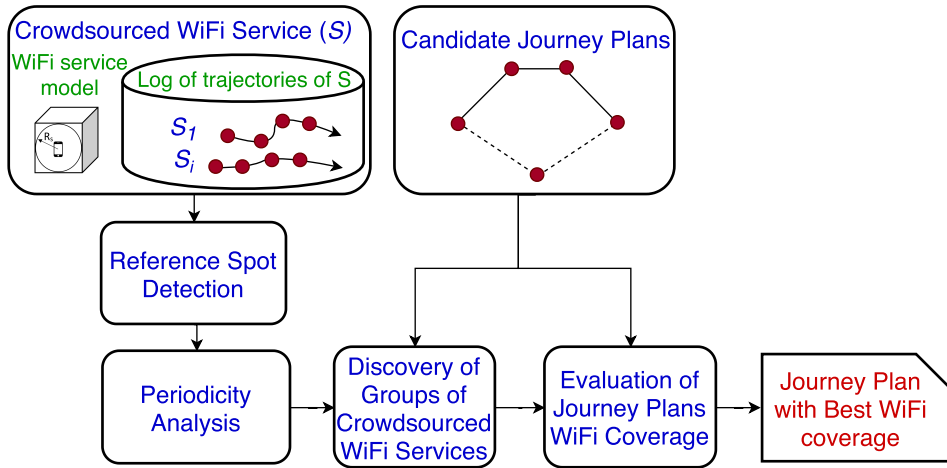 Crowdsourced WiFi Service (S)
WiFi service
model
Log of trajectories of S
Rs
S1
Si
Candidate Journey Plans
Reference Spot
Detection
Periodicity
Analysis
Discovery of
Groups of
Crowdsourced
WiFi Services
Evaluation of
Journey Plans
WiFi Coverage
Journey Plan
with Best WiFi
coverage